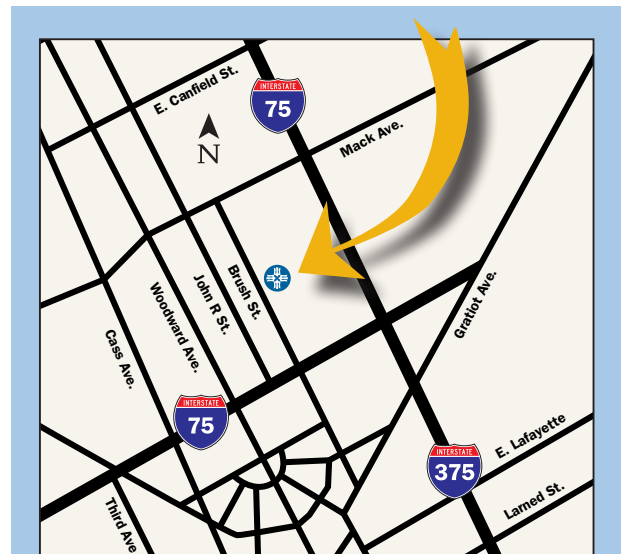 E. Canfield St.
INTERSTATE
75
N
Mack Ave.
Brush St.
John R St.
Woodward Ave.
Cass Ave.
Gratiot Ave.
INTERSTATE
75
E. Lafayette
INTERSTATE
375
Larned St.
Third Ave